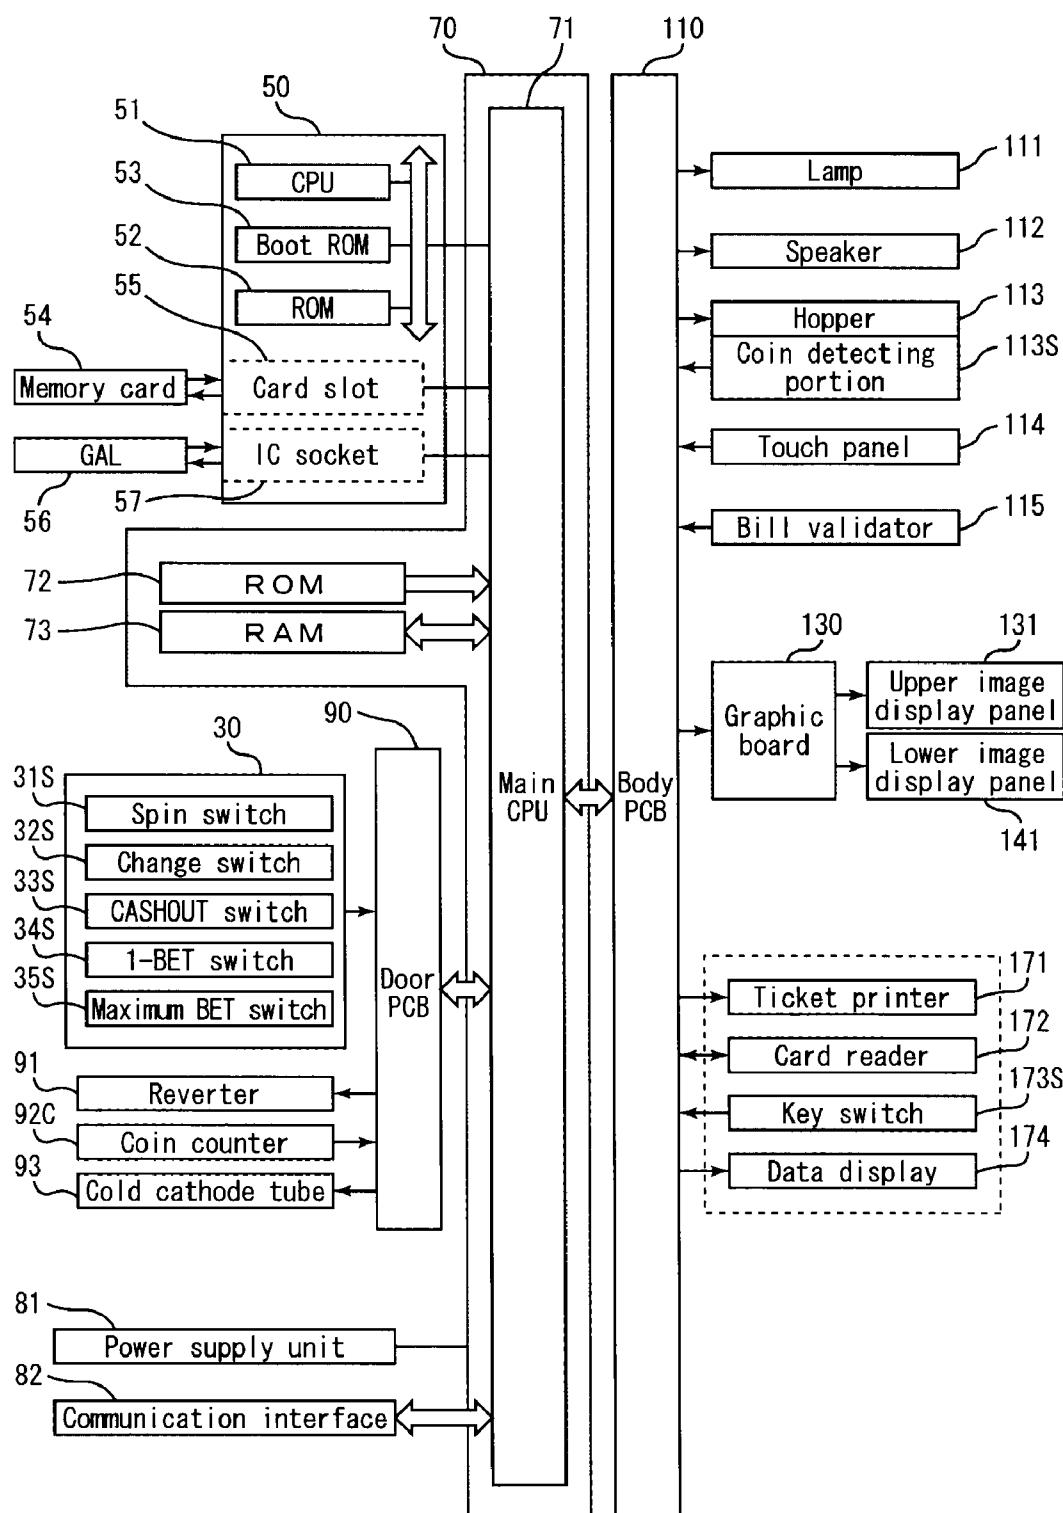 70
71
110
50
51
CPU
53
Boot ROM
52
ROM
55
54
Memory card
Card slot
GAL
IC socket
56
57
72
ROM
73
RAM
111
Lamp
112
Speaker
113
Hopper
113S
Coin detecting
portion
114
Touch panel
115
Bill validator
130
131
Graphic
board
Upper image
display panel
Lower image
display panel
141
Main
CPU
Body
PCB
90
30
31S
Spin switch
32S
Change switch
33S
CASHOUT switch
34S
1-BET switch
35S
Maximum BET switch
Door
PCB
91
Reverter
92C
Coin counter
93
Cold cathode tube
171
Ticket printer
172
Card reader
173S
Key switch
174
Data display
81
Power supply unit
82
Communication interface